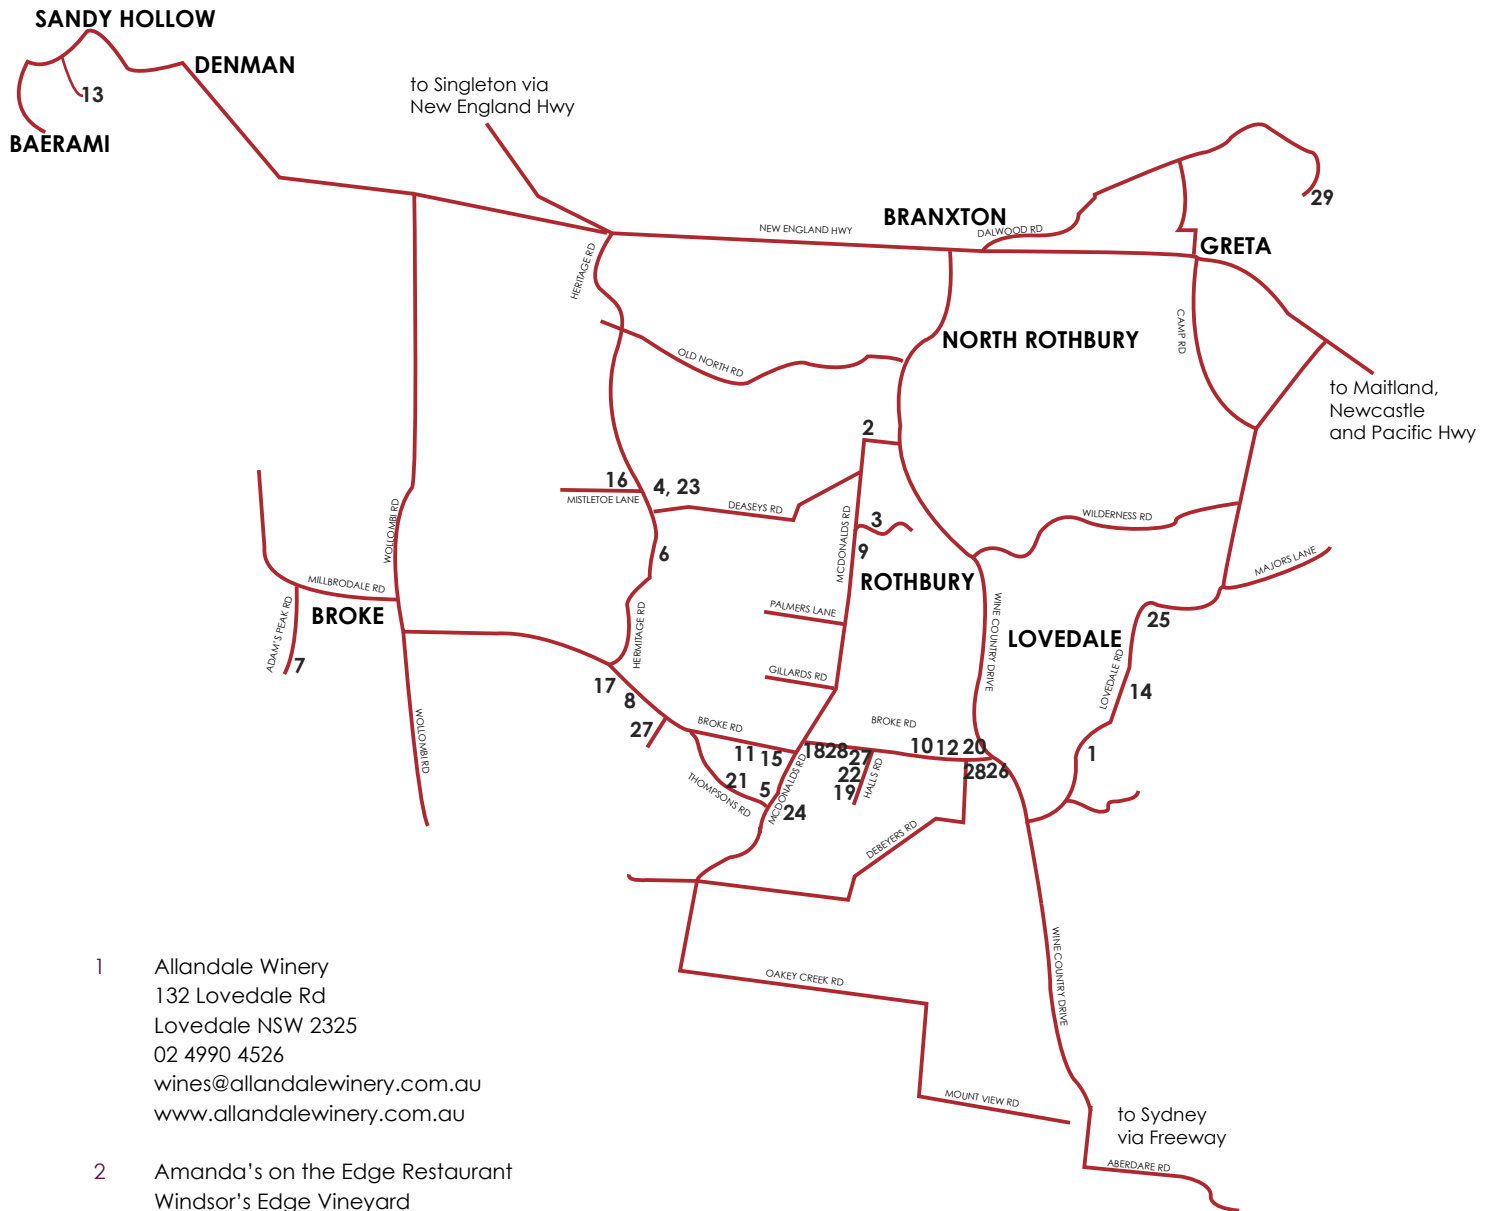 SANDY HOLLOW
DENMAN
13
BAERAMI
to Singleton via
New England Hwy
29
BRANXTON
NEW ENGLAND HWY
DALWOOD RD
GRETA
HERITAGE RD
NORTH ROTHBURY
CAMP RD
OLD NORTH RD
to Maitland,
Newcastle
and Pacific Hwy
2
16
4, 23
MISTLETOE LANE
DEASEYS RD
WOLLOMBI RD
MCDONALDS RD
3
WILDERNESS RD
6
9
MAJORS LANE
ROTHBURY
MILLBRODALE RD
BROKE
ADAM'S PEAK RD
7
HERMITAGE RD
PALMERS LANE
WINE COUNTRY DRIVE
LOVEDALE
25
GILLARDS RD
LOVEDALE RD
14
17
8
27
WOLLOMBI RD
BROKE RD
BROKE RD
11
15
18
28
27
10
12
20
1
THOMPSONS RD
21
5
MCDONALDS RD
24
22
19
HALLS RD
28
26
DEBEYERS RD
WINE COUNTRY DRIVE
OAKEY CREEK RD
MOUNT VIEW RD
to Sydney
via Freeway
ABERDARE RD
1 Allandale Winery
132 Lovedale Rd
Lovedale NSW 2325
02 4990 4526
wines@allandalewinery.com.au
www.allandalewinery.com.au
2 Amanda’s on the Edge Restaurant
Windsor’s Edge Vineyard